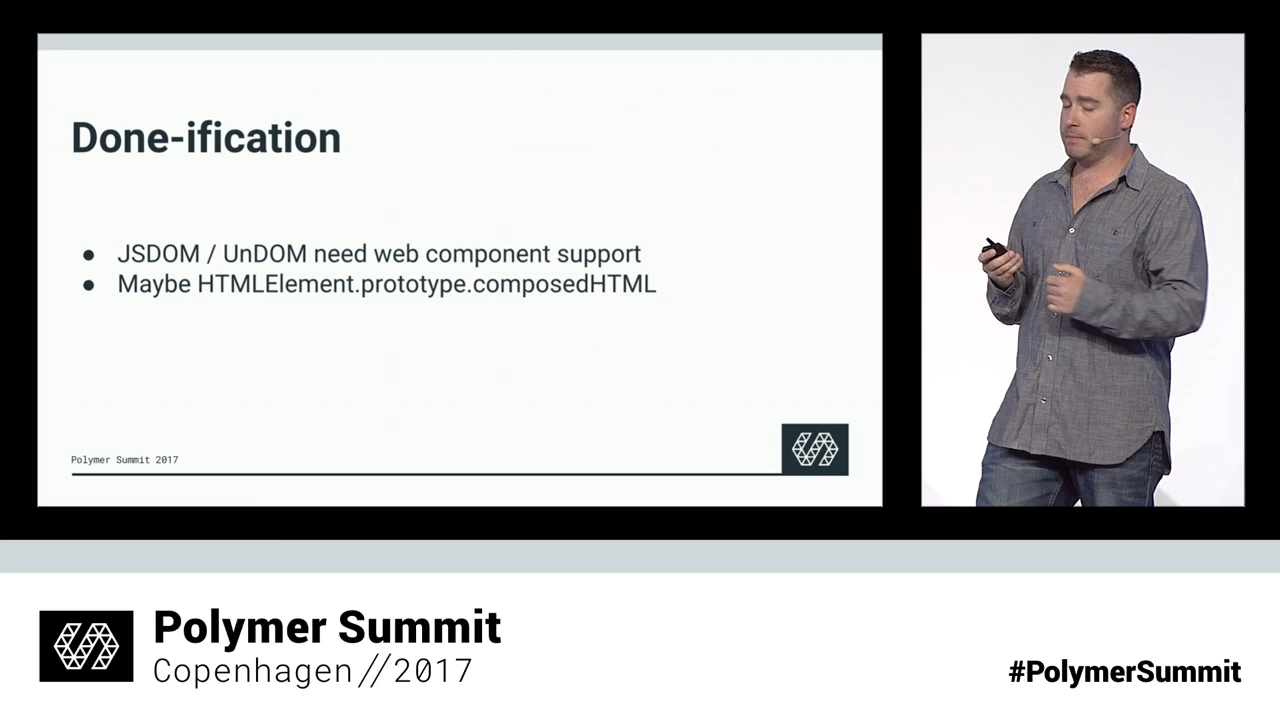 Done-ification
● JSDOM / UnDOM need web component support
● Maybe HTMLElement.prototype.composedHTML
Polymer Summit 2017
Polymer Summit
Copenhagen//2017
#PolymerSummit